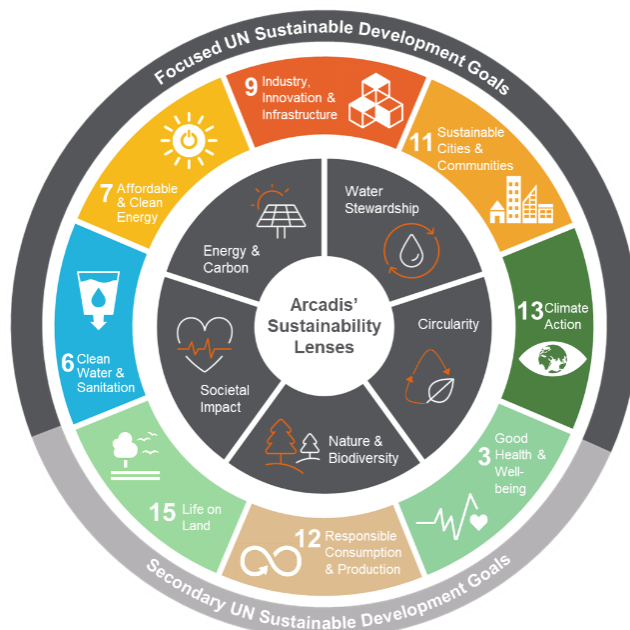 Focused UN Sustainable Development Goals
9 Industry,
Innovation &
Infrastructure
11 Sustainable
Cities &
Communities
13 Climate
Action
3 Good
Health &
Well-
being
12 Responsible
Consumption
& Production
15 Life on
Land
6 Clean
Water &
Sanitation
7 Affordable
& Clean
Energy
Water
Stewardship
Circularity
Nature &
Biodiversity
Societal
Impact
Energy &
Carbon
Arcadis'
Sustainability
Lenses
Secondary UN Sustainable Development Goals